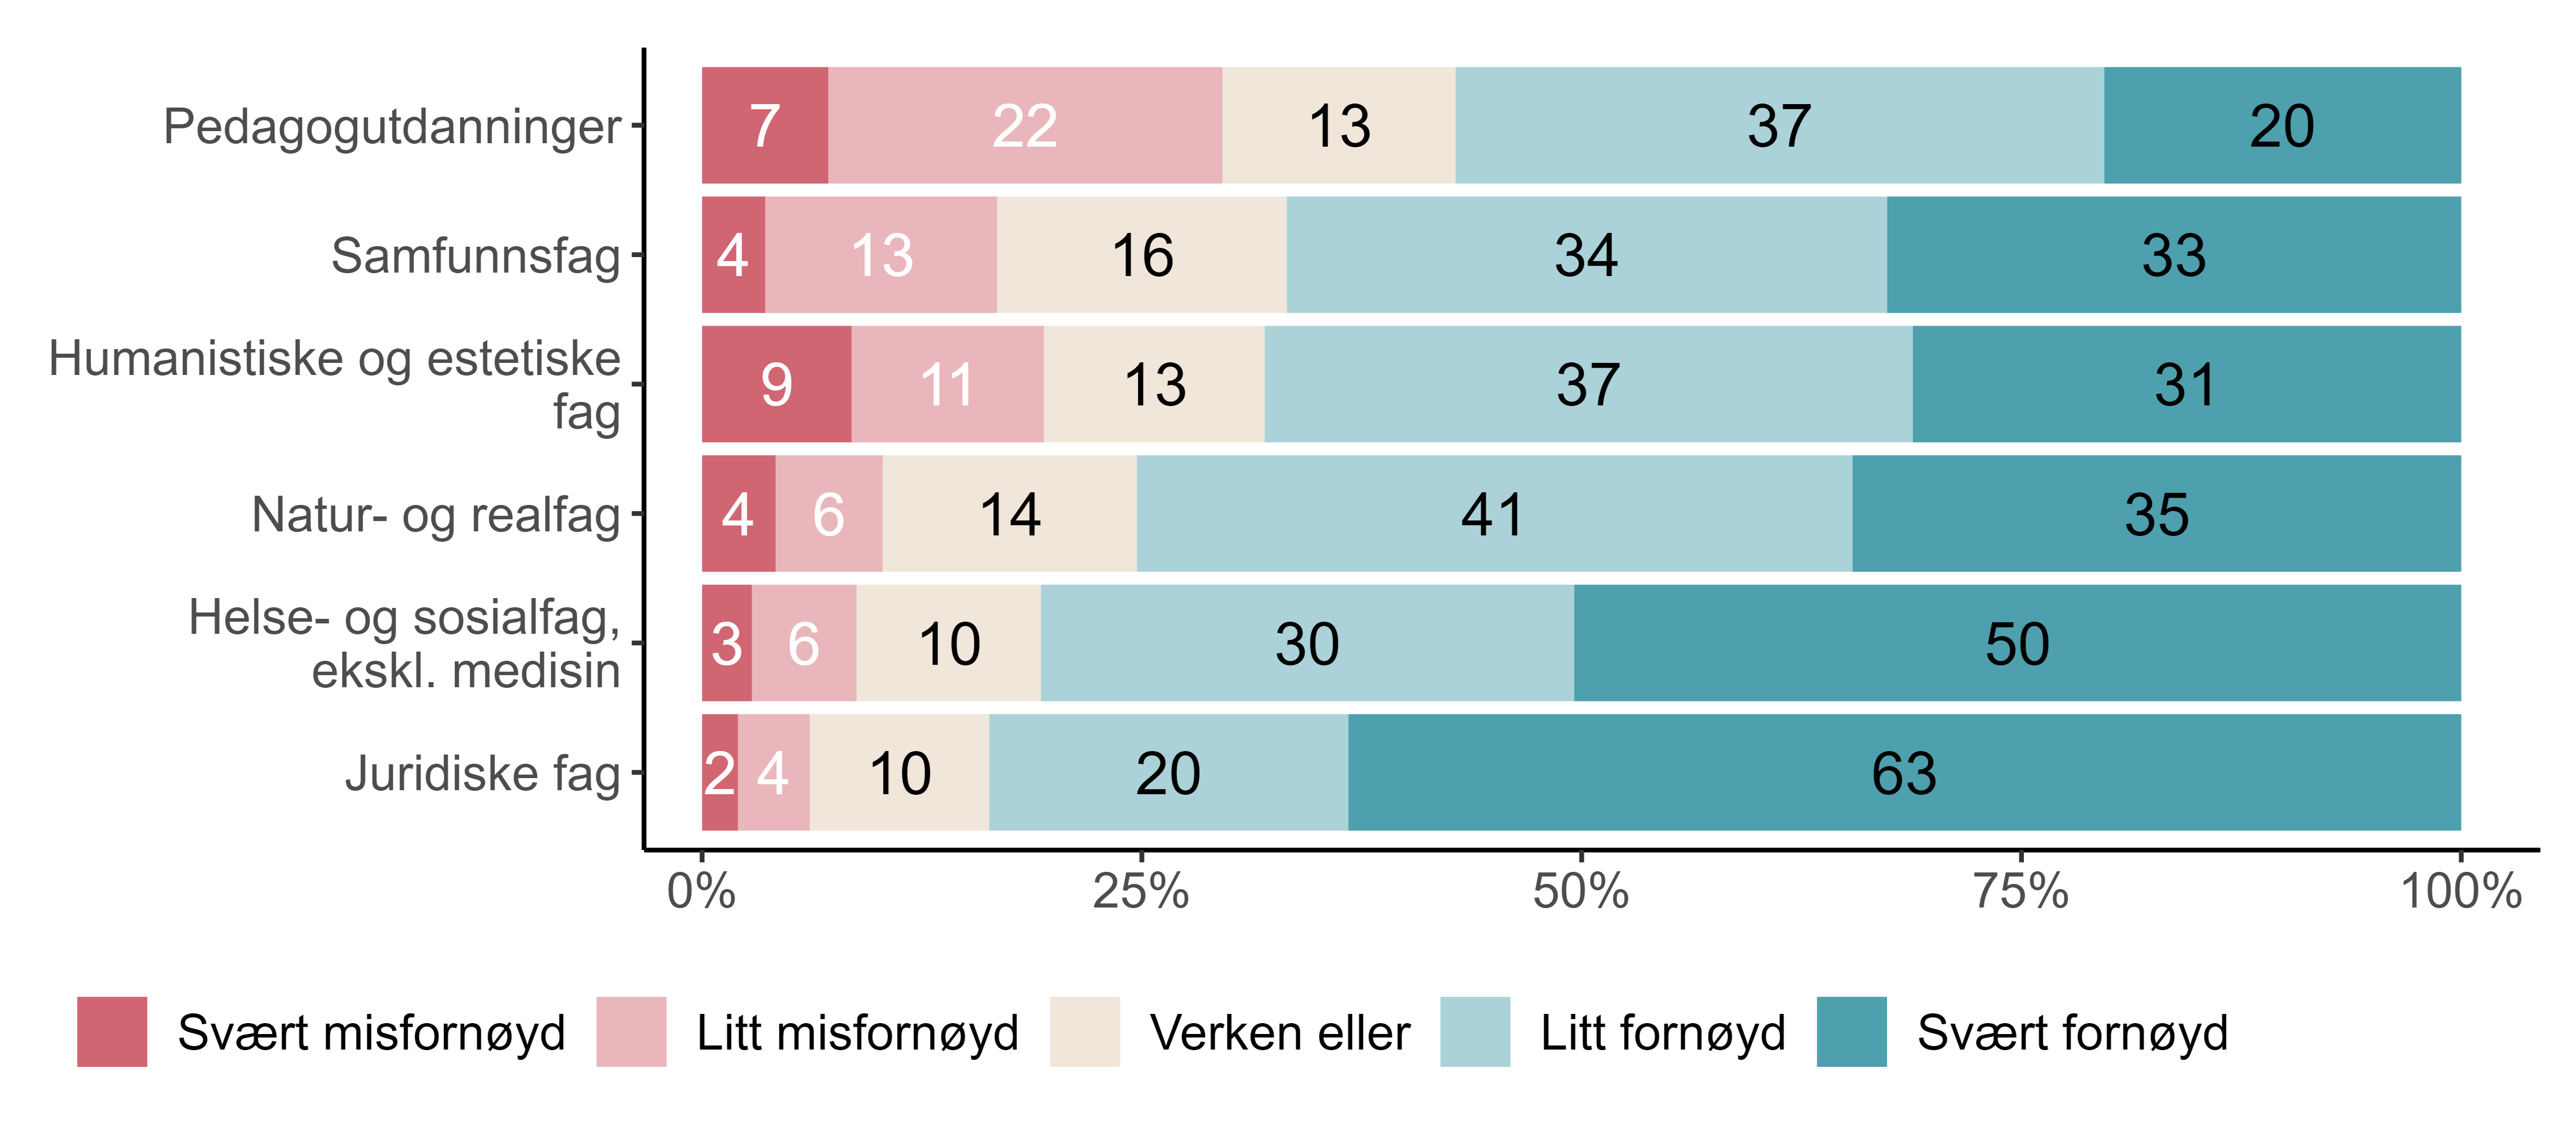 Pedagogutdanninger
7 22 13 37 20
Samfunnsfag
4 13 16 34 33
Humanistiske og estetiske
fag
9 11 13 37 31
Natur- og realfag
4 6 14 41 35
Helse- og sosialfag,
ekskl. medisin
3 6 10 30 50
Juridiske fag
2 4 10 20 63
0% 25% 50% 75% 100%
Svært misfornøyd Litt misfornøyd Verken eller Litt fornøyd Svært fornøyd